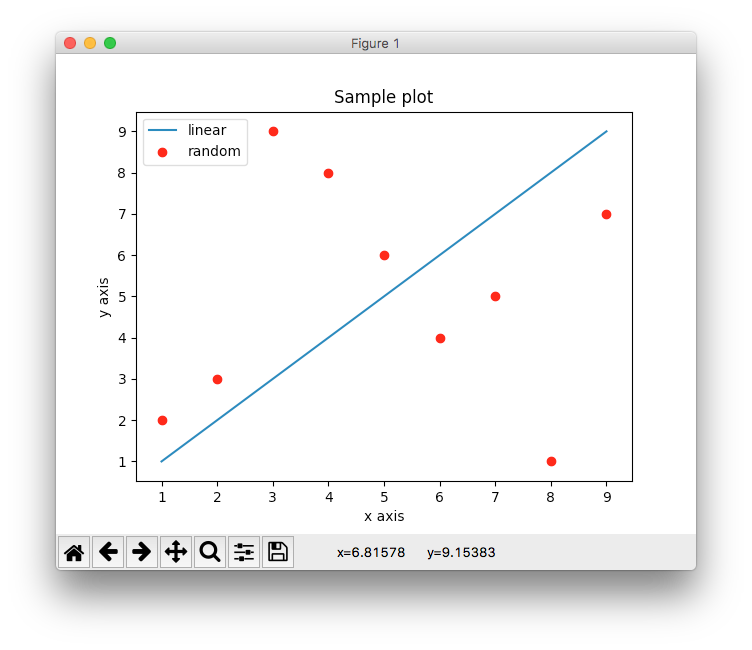 Figure 1
Sample plot
linear
random
9
8
7
6
5
4
3
2
1
y axis
1 2 3 4 5 6 7 8 9
x axis
x=6.81578 y=9.15383